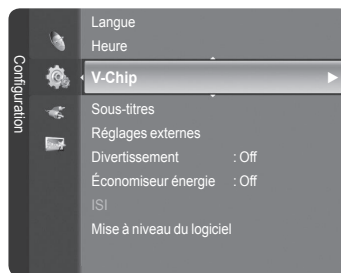 Configuration
Langue
Heure
V-Chip
Sous-titres
Réglages externes
Divertissement : Off
Économiseur énergie : Off
ISI
Mise à niveau du logiciel